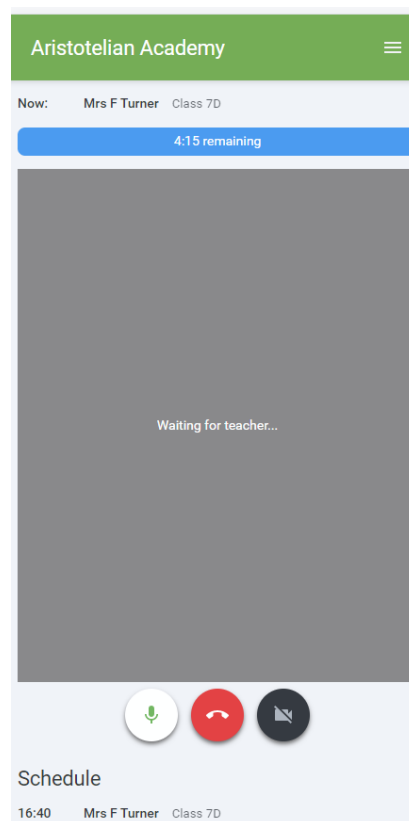 Aristotelian Academy
Now: Mrs F Turner Class 7D
4:15 remaining
Waiting for teacher...
Schedule
16:40 Mrs F Turner Class 7D